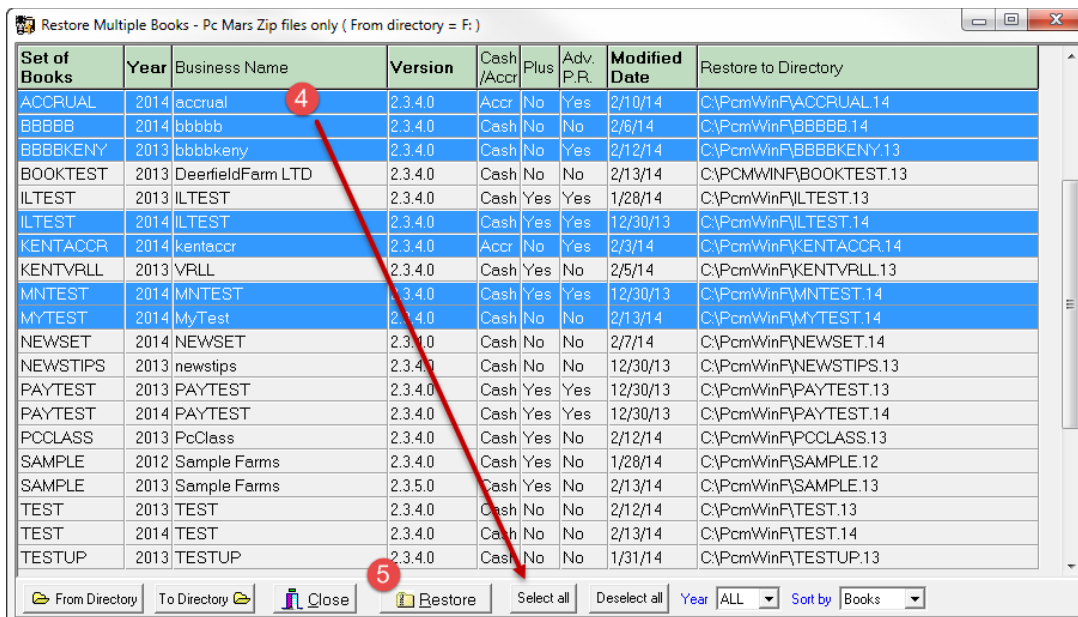 Restore Multiple Books - Pc Mars Zip files only ( From directory = F: )
Set of Books Year Business Name Version Cash /Accr Plus Adv. P.R. Modified Date Restore to Directory
ACCRUAL 2014 accrual 2.3.4.0 Accr No Yes 2/10/14 C:\PcmWinF\ACCRUAL.14
4
BBBBB 2014 bbbbb 2.3.4.0 Cash No No 2/6/14 C:\PcmWinF\BBBBB.14
BBBBKENY 2013 bbbbkeny 2.3.4.0 Cash No Yes 2/12/14 C:\PcmWinF\BBBBKENY.13
BOOKTEST 2013 DeerfieldFarm LTD 2.3.4.0 Cash No No 2/13/14 C:\PCMWINF\BOOKTEST.13
ILTEST 2013 ILTEST 2.3.4.0 Cash Yes Yes 1/28/14 C:\PcmWinF\ILTEST.13
ILTEST 2014 ILTEST 2.3.4.0 Cash Yes Yes 12/30/13 C:\PcmWinF\ILTEST.14
KENTACCR 2014 kentaccr 2.3.4.0 Accr No Yes 2/3/14 C:\PcmWinF\KENTACCR.14
KENTVRLL 2013 VRLL 2.3.4.0 Cash Yes No 2/5/14 C:\PcmWinF\KENTVRLL.13
MNTEST 2014 MNTEST 2.3.4.0 Cash Yes Yes 12/30/13 C:\PcmWinF\MNTEST.14
MYTEST 2014 MyTest 2.3.4.0 Cash No No 2/13/14 C:\PcmWinF\MYTEST.14
NEWSET 2014 NEWSET 2.3.4.0 Cash No No 2/7/14 C:\PcmWinF\NEWSET.14
NEWSTIPS 2013 newstips 2.3.4.0 Cash No No 12/30/13 C:\PcmWinF\NEWSTIPS.13
PAYTEST 2013 PAYTEST 2.3.4.0 Cash Yes Yes 12/30/13 C:\PcmWinF\PAYTEST.13
PAYTEST 2014 PAYTEST 2.3.4.0 Cash Yes Yes 12/30/13 C:\PcmWinF\PAYTEST.14
PCCLASS 2013 PcClass 2.3.4.0 Cash Yes No 2/12/14 C:\PcmWinF\PCCLASS.13
SAMPLE 2012 Sample Farms 2.3.4.0 Cash Yes No 1/28/14 C:\PcmWinF\SAMPLE.12
SAMPLE 2013 Sample Farms 2.3.5.0 Cash Yes No 2/13/14 C:\PcmWinF\SAMPLE.13
TEST 2013 TEST 2.3.4.0 Cash No No 2/12/14 C:\PcmWinF\TEST.13
TEST 2014 TEST 2.3.4.0 Cash No No 2/13/14 C:\PcmWinF\TEST.14
TESTUP 2013 TESTUP 2.3.4.0 Cash No No 1/31/14 C:\PcmWinF\TESTUP.13
5
From Directory To Directory Close Restore Select all Deselect all Year ALL Sort by Books